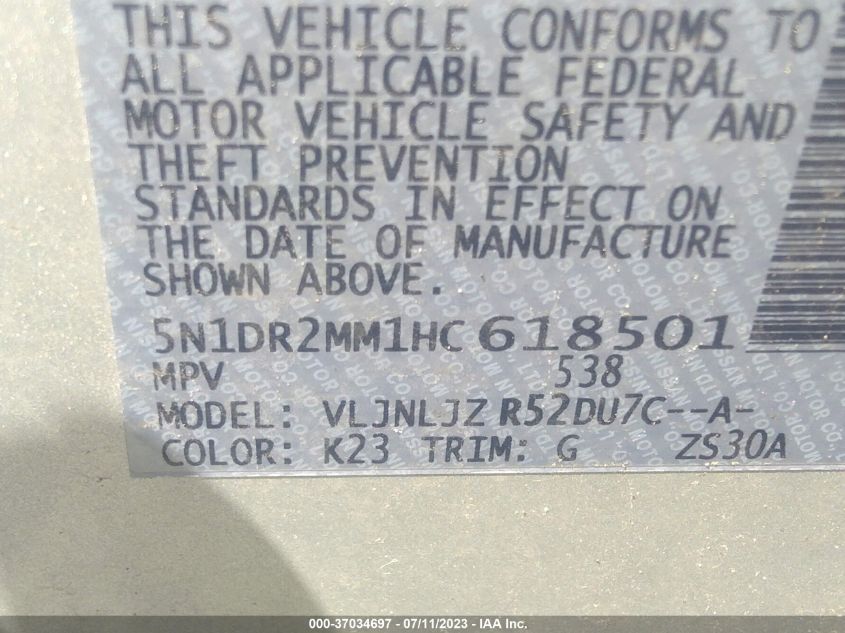 THIS VEHICLE CONFORMS TO
ALL APPLICABLE FEDERAL
MOTOR VEHICLE SAFETY AND
THEFT PREVENTION
STANDARDS IN EFFECT ON
THE DATE OF MANUFACTURE
SHOWN ABOVE.
5N1DR2MM1HC618501
MPV 538
MODEL: VLJNLJZ R52DU7C--A-
COLOR: K23 TRIM: G ZS30A
000-37034697 - 07/11/2023 - IAA Inc.